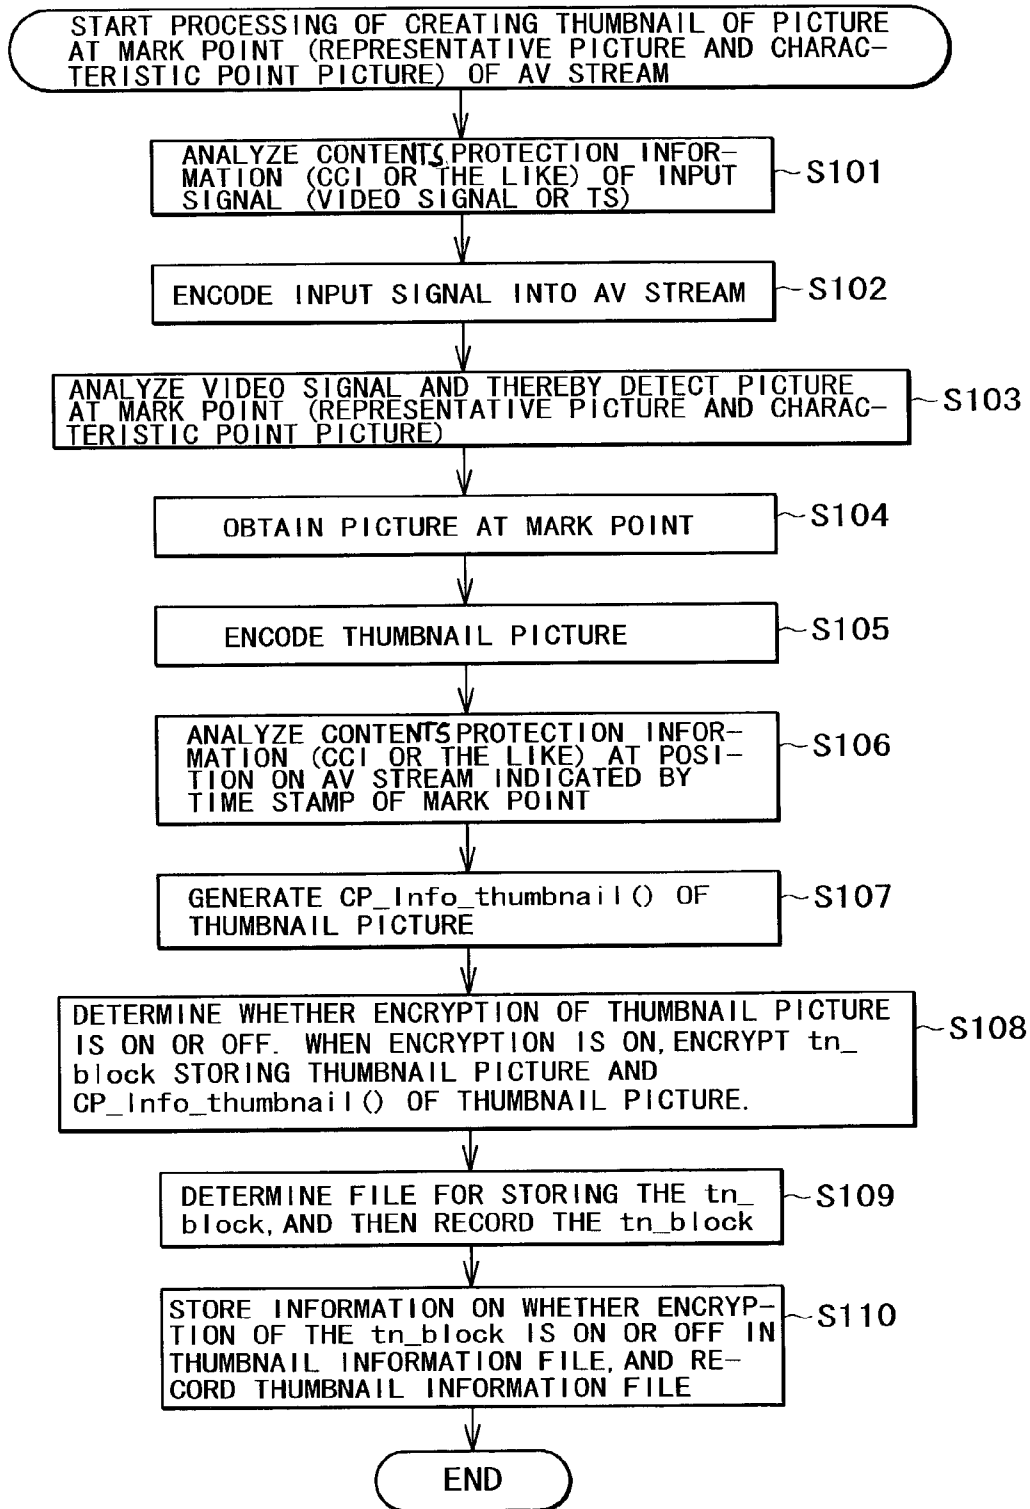 START PROCESSING OF CREATING THUMBNAIL OF PICTURE
AT MARK POINT (REPRESENTATIVE PICTURE AND CHARAC-
TERISTIC POINT PICTURE) OF AV STREAM
ANALYZE CONTENTS PROTECTION INFOR-
MATION (CCI OR THE LIKE) OF INPUT
SIGNAL (VIDEO SIGNAL OR TS)
S101
ENCODE INPUT SIGNAL INTO AV STREAM
S102
ANALYZE VIDEO SIGNAL AND THEREBY DETECT PICTURE
AT MARK POINT (REPRESENTATIVE PICTURE AND CHARAC-
TERISTIC POINT PICTURE)
S103
OBTAIN PICTURE AT MARK POINT
S104
ENCODE THUMBNAIL PICTURE
S105
ANALYZE CONTENTS PROTECTION INFOR-
MATION (CCI OR THE LIKE) AT POSI-
TION ON AV STREAM INDICATED BY
TIME STAMP OF MARK POINT
S106
GENERATE CP_Info_thumbnail() OF
THUMBNAIL PICTURE
S107
DETERMINE WHETHER ENCRYPTION OF THUMBNAIL PICTURE
IS ON OR OFF. WHEN ENCRYPTION IS ON, ENCRYPT tn_
block STORING THUMBNAIL PICTURE AND
CP_Info_thumbnail() OF THUMBNAIL PICTURE.
S108
DETERMINE FILE FOR STORING THE tn_
block, AND THEN RECORD THE tn_block
S109
STORE INFORMATION ON WHETHER ENCRYP-
TION OF THE tn_block IS ON OR OFF IN
THUMBNAIL INFORMATION FILE, AND RE-
CORD THUMBNAIL INFORMATION FILE
S110
END